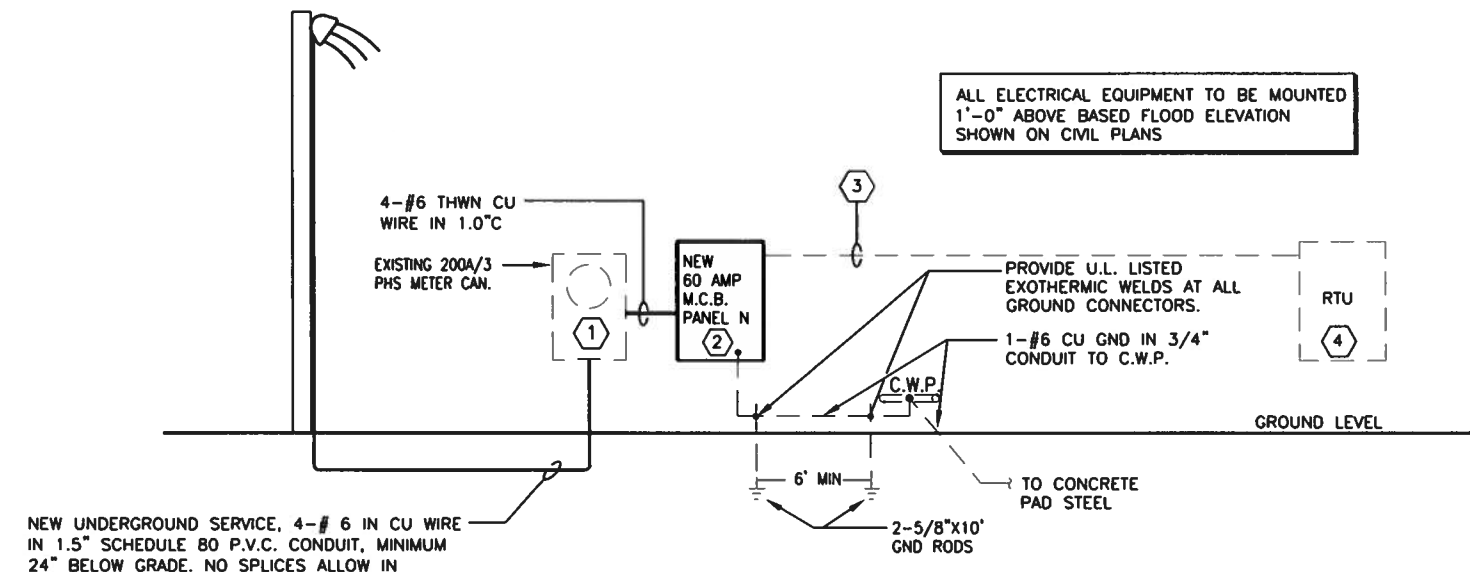 ALL ELECTRICAL EQUIPMENT TO BE MOUNTED
1'-0" ABOVE BASED FLOOD ELEVATION
SHOWN ON CIVIL PLANS
3
4-#6 THWN CU
WIRE IN 1.0"C
EXISTING 200A/3
PHS METER CAN.
1
NEW
60 AMP
M.C.B.
PANEL N
2
PROVIDE U.L. LISTED
EXOTHERMIC WELDS AT ALL
GROUND CONNECTORS.
RTU
4
1-#6 CU GND IN 3/4"
CONDUIT TO C.W.P.
C.W.P.
GROUND LEVEL
6' MIN
TO CONCRETE
PAD STEEL
2-5/8"X10'
GND RODS
NEW UNDERGROUND SERVICE, 4-# 6 IN CU WIRE
IN 1.5" SCHEDULE 80 P.V.C. CONDUIT, MINIMUM
24" BELOW GRADE. NO SPLICES ALLOW IN